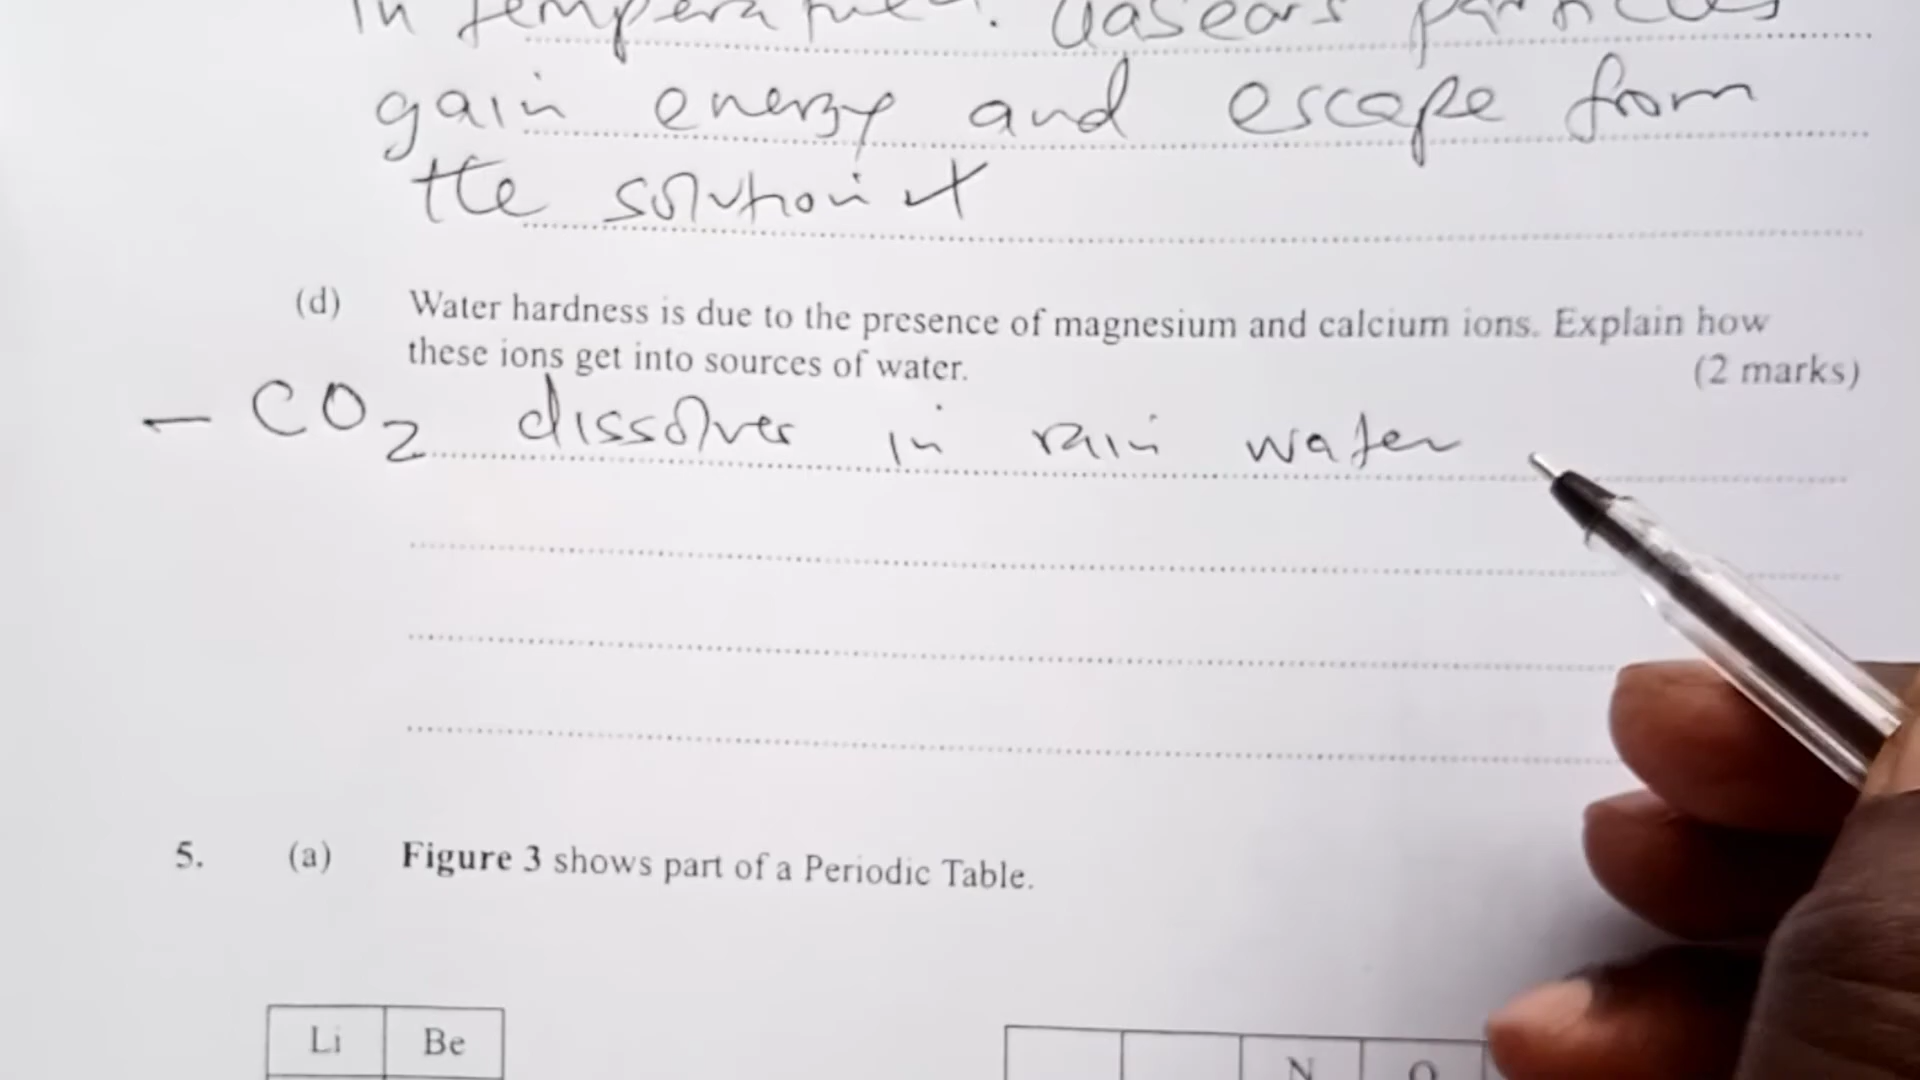 in temperature. Gaseous particles
gain energy and escape from
the solution
(d) Water hardness is due to the presence of magnesium and calcium ions. Explain how
these ions get into sources of water. (2 marks)
- CO2 dissolves in rain water
5. (a) Figure 3 shows part of a Periodic Table.
Li Be N O